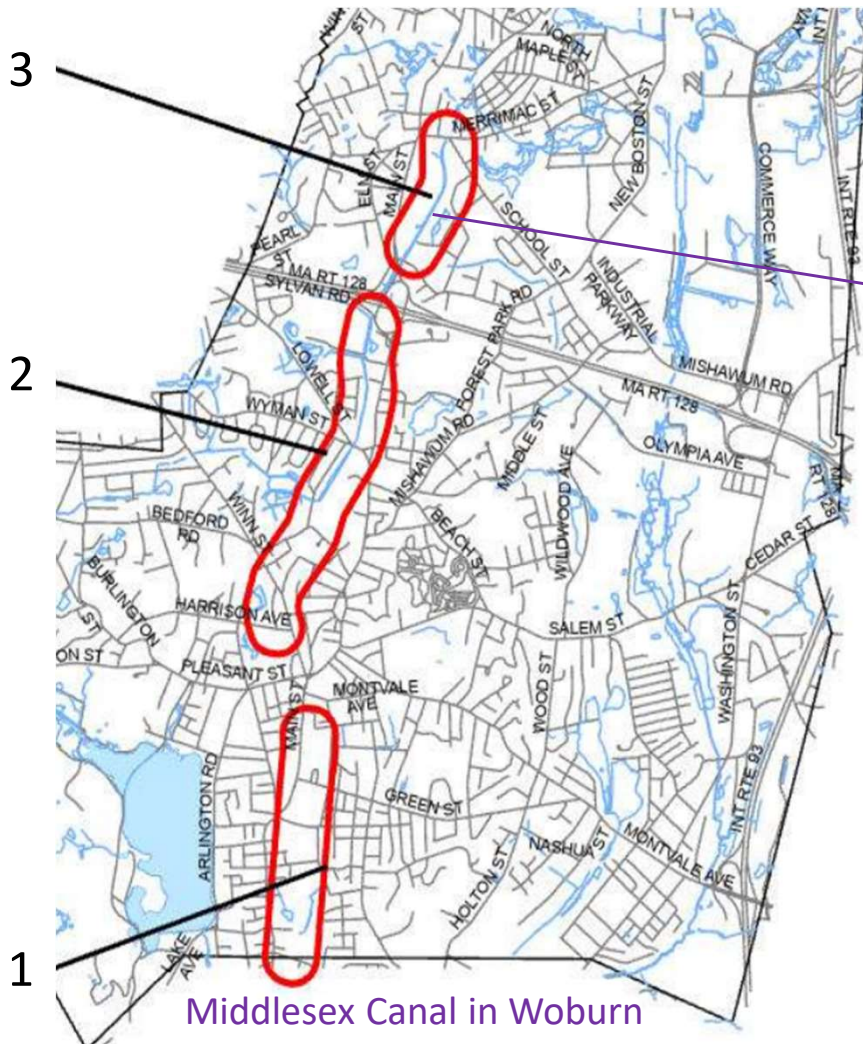 3
WIN
ST
NORTH
MAPLE ST
INT
MERRIMAC ST
NEW BOSTON ST
ELM ST
MAIN ST
COMMERCE WAY
INT RTE 93
SCHOOL ST
PEARL
ST
MA RT 128
SYLVAN RD
INDUSTRIAL
PARKWAY
FOREST PARK RD
2
LOWELL ST
MISHAWUM RD
WYMAN ST
MA RT 128
MISHAWUM RD
MIDDLE ST
OLYMPIA AVE
WINN ST
WILDWOOD AVE
RT 128
BEDFORD
RD
BEACH ST
CEDAR ST
BURLINGTON
ST
HARRISON AVE
SALEM ST
WASHINGTON ST
ON ST
PLEASANT ST
WOOD ST
MONTVALE
AVE
MAIN ST
INT RTE 93
ARLINGTON RD
GREEN ST
NASHUA ST
MONTVALE AVE
HOLTON ST
1
LAKE
AVE
Middlesex Canal in Woburn